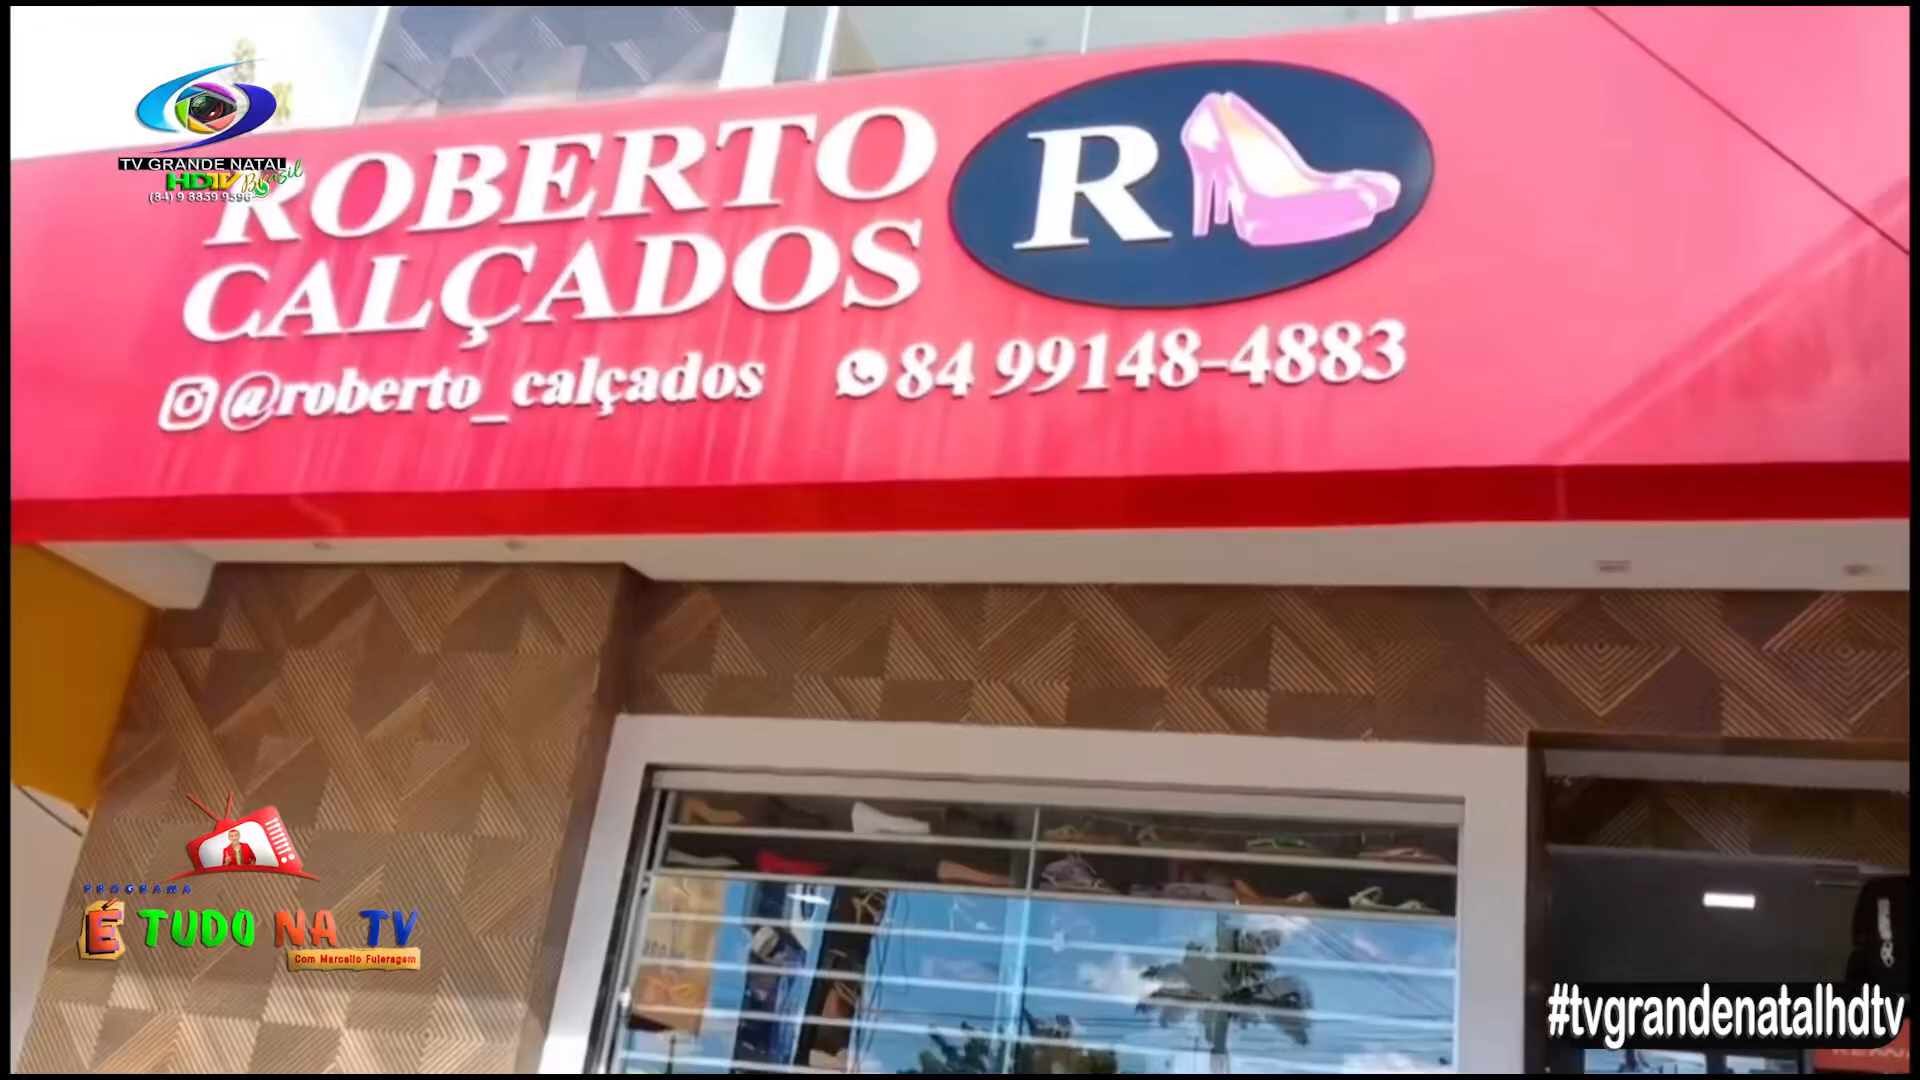 TV GRANDE NATAL
HDTV Brazil
(84) 9 8859 9596
ROBERTO
CALÇADOS
R
@roberto_calçados
84 99148-4883
PROGRAMA
É TUDO NA TV
Com Marcello Fuleragem
#tvgrandenatalhdtv